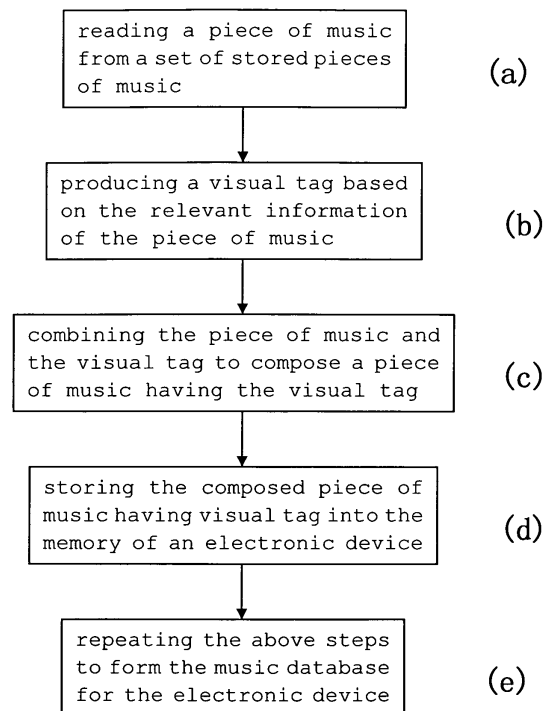 reading a piece of music
from a set of stored pieces
of music
(a)
producing a visual tag based
on the relevant information
of the piece of music
(b)
combining the piece of music and
the visual tag to compose a piece
of music having the visual tag
(c)
storing the composed piece of
music having visual tag into the
memory of an electronic device
(d)
repeating the above steps
to form the music database
for the electronic device
(e)